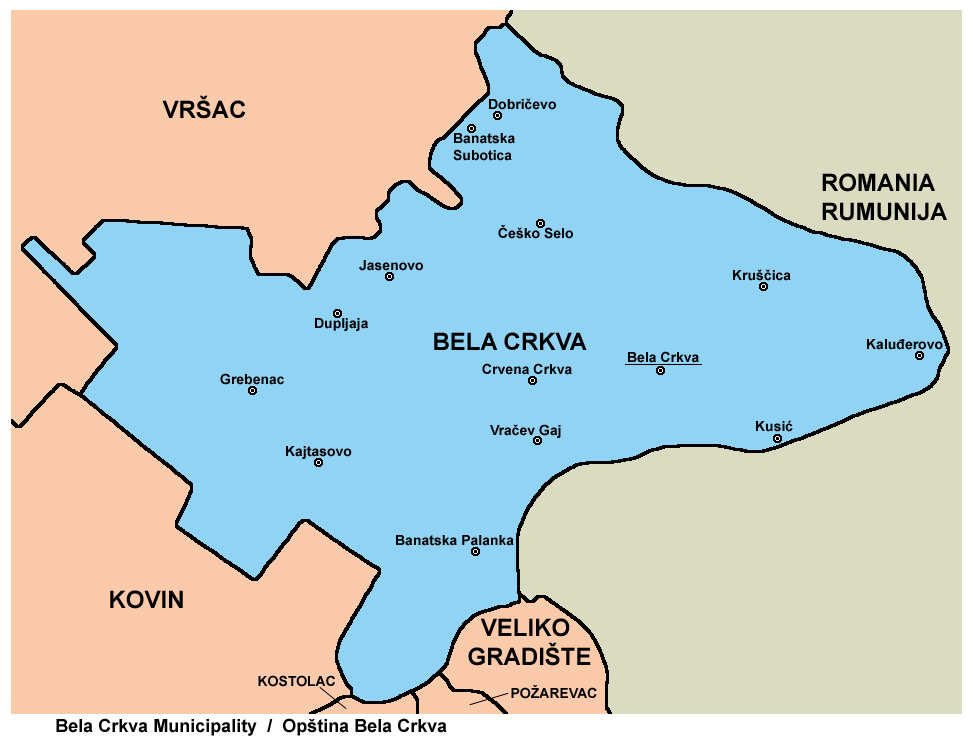 VRŠAC
Dobričevo
Banatska
Subotica
ROMANIA
RUMUNIJA
Češko Selo
Jasenovo
Kruščica
Dupljaja
BELA CRKVA
Kaluđerovo
Bela Crkva
Crvena Crkva
Grebenac
Vračev Gaj
Kusić
Kajtasovo
Banatska Palanka
KOVIN
VELIKO
GRADIŠTE
KOSTOLAC
POŽAREVAC
Bela Crkva Municipality / Opština Bela Crkva